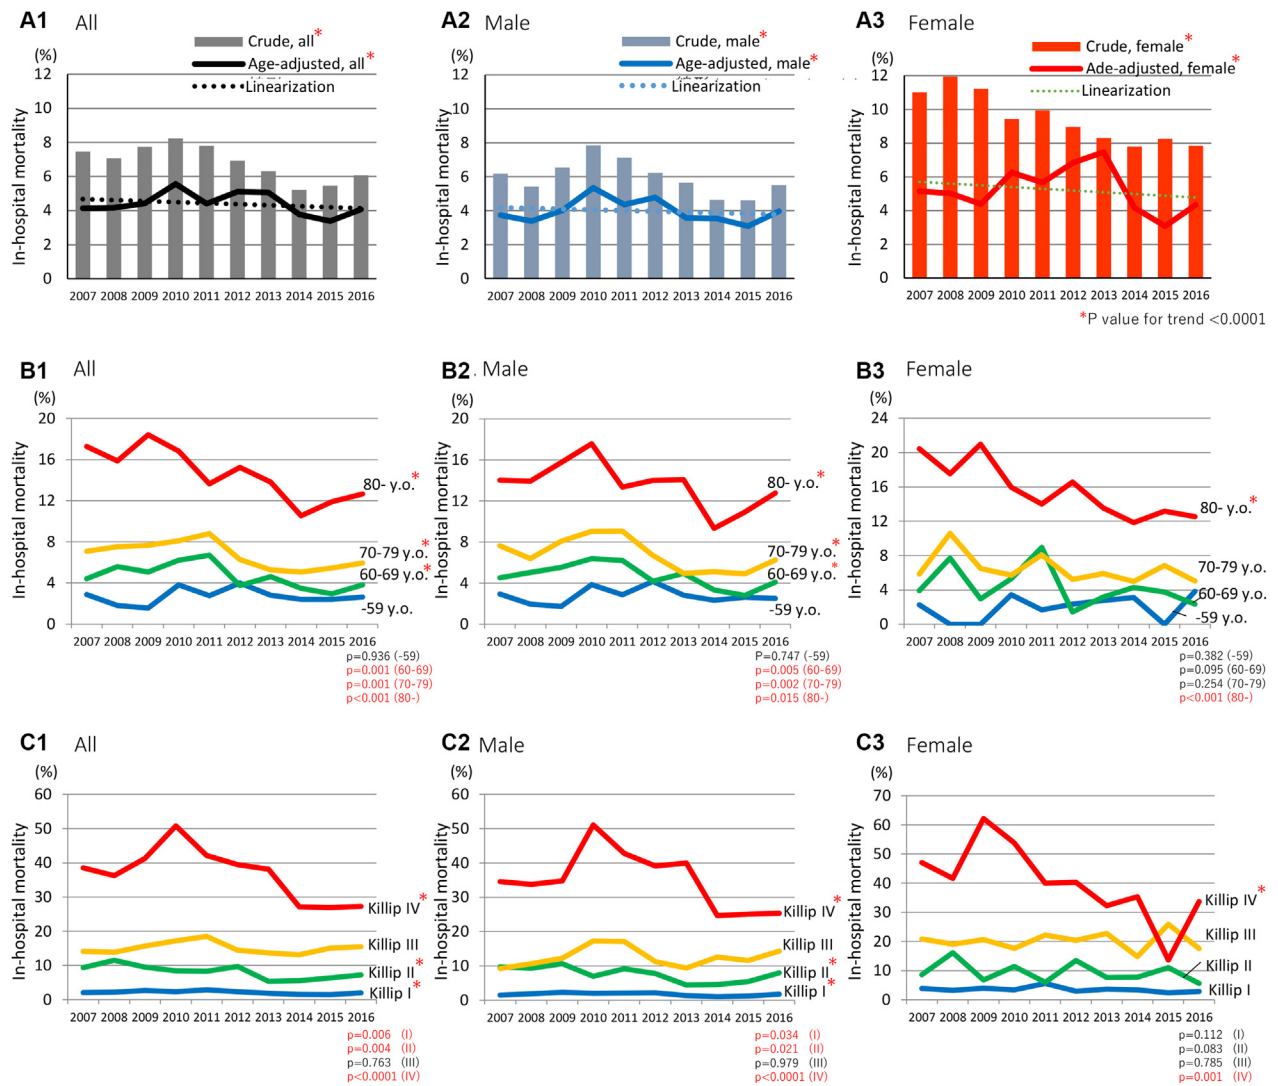 A1 All
(%)
Crude, all*
Age-adjusted, all*
Linearization
In-hospital mortality
12
10
8
6
4
2
0
2007 2008 2009 2010 2011 2012 2013 2014 2015 2016
A2 Male
(%)
Crude, male*
Age-adjusted, male*
Linearization
In-hospital mortality
12
10
8
6
4
2
0
2007 2008 2009 2010 2011 2012 2013 2014 2015 2016
A3 Female
(%)
Crude, female*
Ade-adjusted, female*
Linearization
In-hospital mortality
12
10
8
6
4
2
0
2007 2008 2009 2010 2011 2012 2013 2014 2015 2016
*P value for trend <0.0001
B1 All
(%)
In-hospital mortality
20
16
12
8
4
0
80- y.o.*
70-79 y.o.*
60-69 y.o.*
-59 y.o.
2007 2008 2009 2010 2011 2012 2013 2014 2015 2016
p=0.936 (-59)
p=0.001 (60-69)
p=0.001 (70-79)
p<0.001 (80-)
B2. Male
(%)
In-hospital mortality
20
16
12
8
4
0
80- y.o.*
70-79 y.o.*
60-69 y.o.*
-59 y.o.
2007 2008 2009 2010 2011 2012 2013 2014 2015 2016
P=0.747 (-59)
p=0.005 (60-69)
p=0.002 (70-79)
p=0.015 (80-)
B3 Female
(%)
In-hospital mortality
24
20
16
12
8
4
0
80- y.o.*
70-79 y.o.
60-69 y.o.
-59 y.o.
2007 2008 2009 2010 2011 2012 2013 2014 2015 2016
p=0.382 (-59)
p=0.095 (60-69)
p=0.254 (70-79)
p<0.001 (80-)
C1 All
(%)
In-hospital mortality
60
50
40
30
20
10
0
Killip IV*
Killip III
Killip II*
Killip I*
2007 2008 2009 2010 2011 2012 2013 2014 2015 2016
p=0.006 (I)
p=0.004 (II)
p=0.763 (III)
p<0.0001 (IV)
C2 Male
(%)
In-hospital mortality
60
50
40
30
20
10
0
Killip IV*
Killip III
Killip II*
Killip I*
2007 2008 2009 2010 2011 2012 2013 2014 2015 2016
p=0.034 (I)
p=0.021 (II)
p=0.979 (III)
p<0.0001 (IV)
C3 Female
(%)
In-hospital mortality
70
60
50
40
30
20
10
0
Killip IV*
Killip III
Killip II
Killip I
2007 2008 2009 2010 2011 2012 2013 2014 2015 2016
p=0.112 (I)
p=0.083 (II)
p=0.785 (III)
p=0.001 (IV)